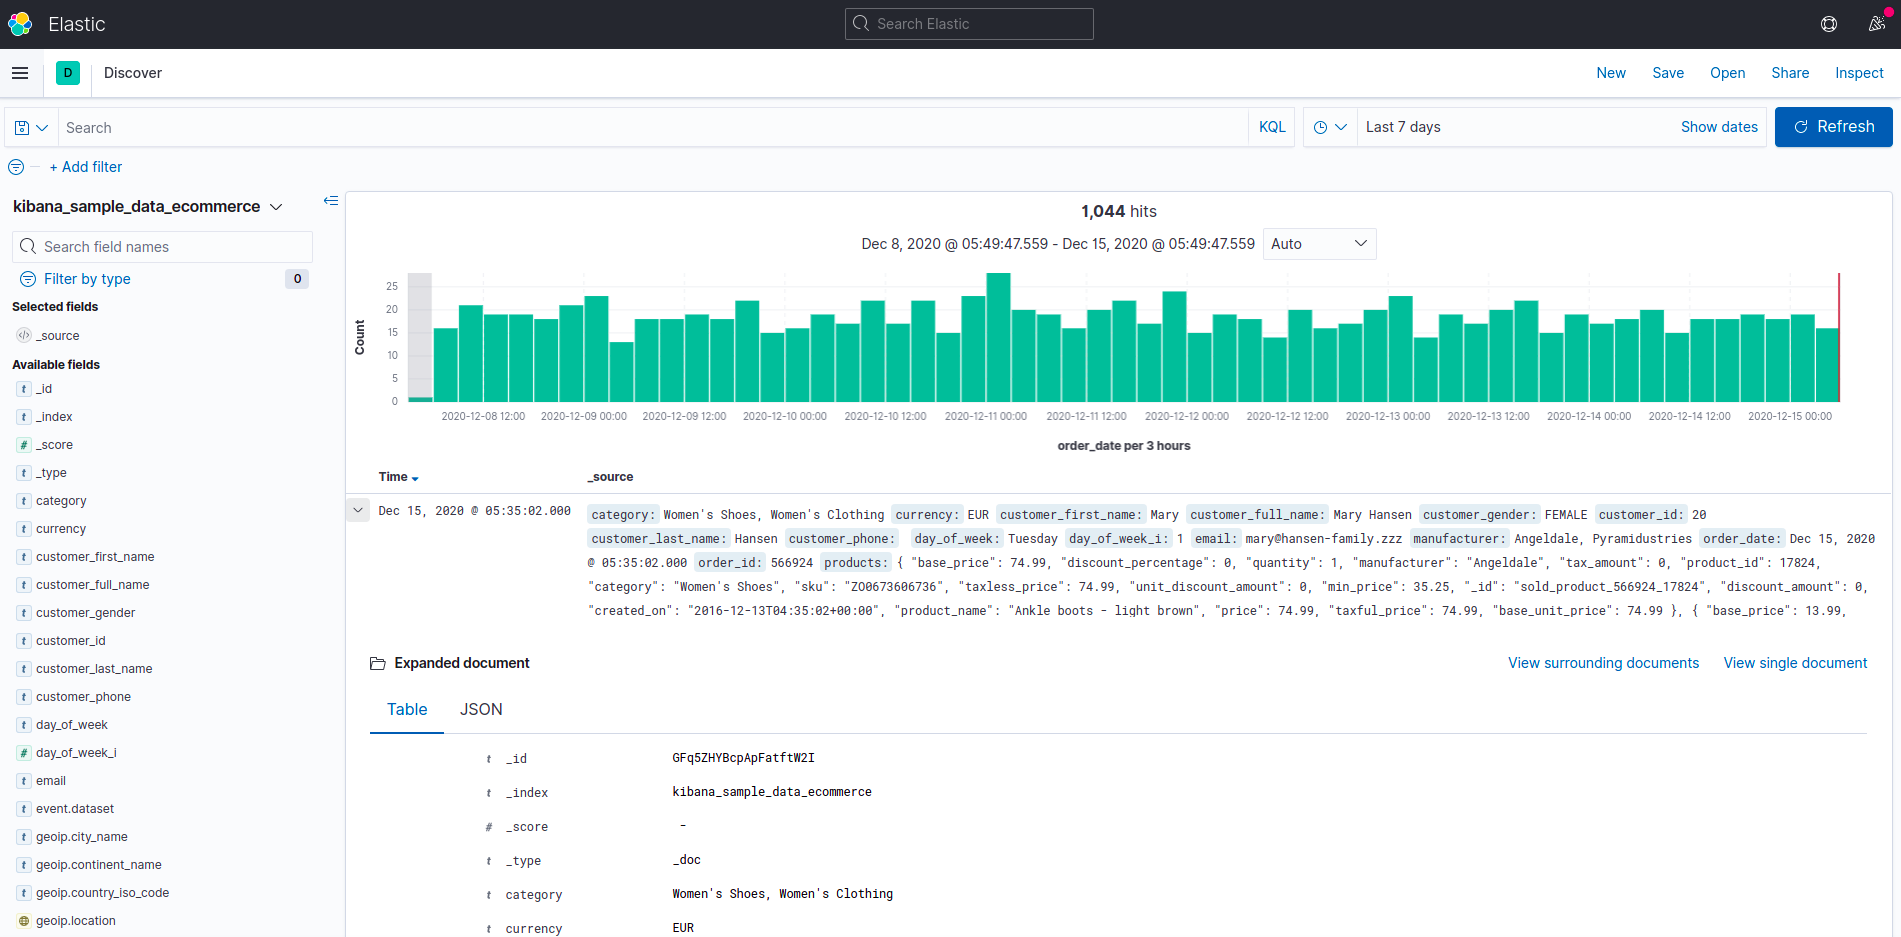 Elastic
Search Elastic
D Discover New Save Open Share Inspect
Search KQL Last 7 days Show dates Refresh
+ Add filter
kibana_sample_data_ecommerce
Search field names
Filter by type 0
Selected fields
</> _source
Available fields
t _id
t _index
# _score
t _type
t category
t currency
t customer_first_name
t customer_full_name
t customer_gender
t customer_id
t customer_last_name
t customer_phone
t day_of_week
# day_of_week_i
t email
t event.dataset
t geoip.city_name
t geoip.continent_name
t geoip.country_iso_code
geoip.location
1,044 hits
Dec 8, 2020 @ 05:49:47.559 - Dec 15, 2020 @ 05:49:47.559 Auto
Count
25
20
15
10
5
0
2020-12-08 12:00 2020-12-09 00:00 2020-12-09 12:00 2020-12-10 00:00 2020-12-10 12:00 2020-12-11 00:00 2020-12-11 12:00 2020-12-12 00:00 2020-12-12 12:00 2020-12-13 00:00 2020-12-13 12:00 2020-12-14 00:00 2020-12-14 12:00 2020-12-15 00:00
order_date per 3 hours
Time _source
Dec 15, 2020 @ 05:35:02.000
category: Women's Shoes, Women's Clothing currency: EUR customer_first_name: Mary customer_full_name: Mary Hansen customer_gender: FEMALE customer_id: 20
customer_last_name: Hansen customer_phone: day_of_week: Tuesday day_of_week_i: 1 email: mary@hansen-family.zzz manufacturer: Angeldale, Pyramidustries order_date: Dec 15, 2020
@ 05:35:02.000 order_id: 566924 products: { "base_price": 74.99, "discount_percentage": 0, "quantity": 1, "manufacturer": "Angeldale", "tax_amount": 0, "product_id": 17824,
"category": "Women's Shoes", "sku": "ZO0673606736", "taxless_price": 74.99, "unit_discount_amount": 0, "min_price": 35.25, "_id": "sold_product_566924_17824", "discount_amount": 0,
"created_on": "2016-12-13T04:35:02+00:00", "product_name": "Ankle boots - light brown", "price": 74.99, "taxful_price": 74.99, "base_unit_price": 74.99 }, { "base_price": 13.99,
Expanded document View surrounding documents View single document
Table JSON
t _id GFq5ZHYBcpApFatftW2I
t _index kibana_sample_data_ecommerce
# _score -
t _type _doc
t category Women's Shoes, Women's Clothing
t currency EUR